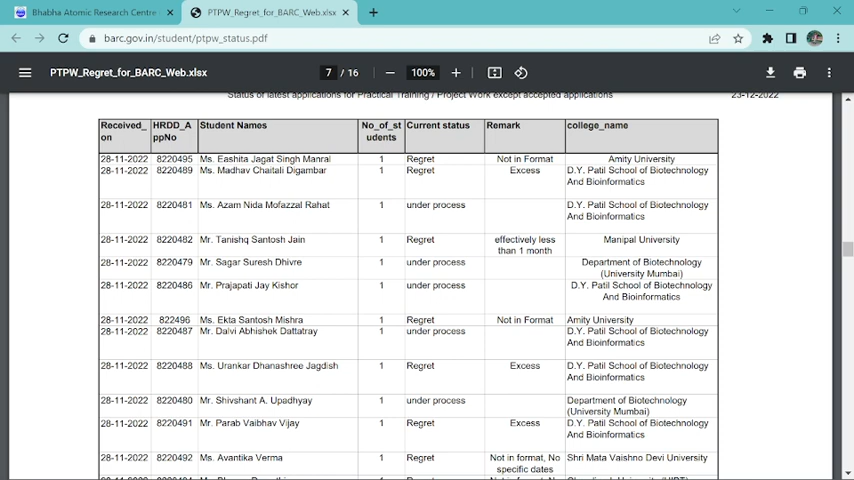 Bhabha Atomic Research Centre
PTPW_Regret_for_BARC_Web.xlsx
barc.gov.in/student/ptpw_status.pdf
PTPW_Regret_for_BARC_Web.xlsx
7 / 16
100%
Status of latest applications for Practical Training / Project Work except accepted applications 23-12-2022
Received_on HRDD_AppNo Student Names No_of_students Current status Remark college_name
28-11-2022 8220495 Ms. Eashita Jagat Singh Manral 1 Regret Not in Format Amity University
28-11-2022 8220489 Ms. Madhav Chaitali Digambar 1 Regret Excess D.Y. Patil School of Biotechnology
And Bioinformatics
28-11-2022 8220481 Ms. Azam Nida Mofazzal Rahat 1 under process D.Y. Patil School of Biotechnology
And Bioinformatics
28-11-2022 8220482 Mr. Tanishq Santosh Jain 1 Regret effectively less Manipal University
than 1 month
28-11-2022 8220479 Mr. Sagar Suresh Dhivre 1 under process Department of Biotechnology
(University Mumbai)
28-11-2022 8220486 Mr. Prajapati Jay Kishor 1 under process D.Y. Patil School of Biotechnology
And Bioinformatics
28-11-2022 822496 Ms. Ekta Santosh Mishra 1 Regret Not in Format Amity University
28-11-2022 8220487 Mr. Dalvi Abhishek Dattatray 1 under process D.Y. Patil School of Biotechnology
And Bioinformatics
28-11-2022 8220488 Ms. Urankar Dhanashree Jagdish 1 Regret Excess D.Y. Patil School of Biotechnology
And Bioinformatics
28-11-2022 8220480 Mr. Shivshant A. Upadhyay 1 under process Department of Biotechnology
(University Mumbai)
28-11-2022 8220491 Mr. Parab Vaibhav Vijay 1 Regret Excess D.Y. Patil School of Biotechnology
And Bioinformatics
28-11-2022 8220492 Ms. Avantika Verma 1 Regret Not in format, No Shri Mata Vaishno Devi University
specific dates